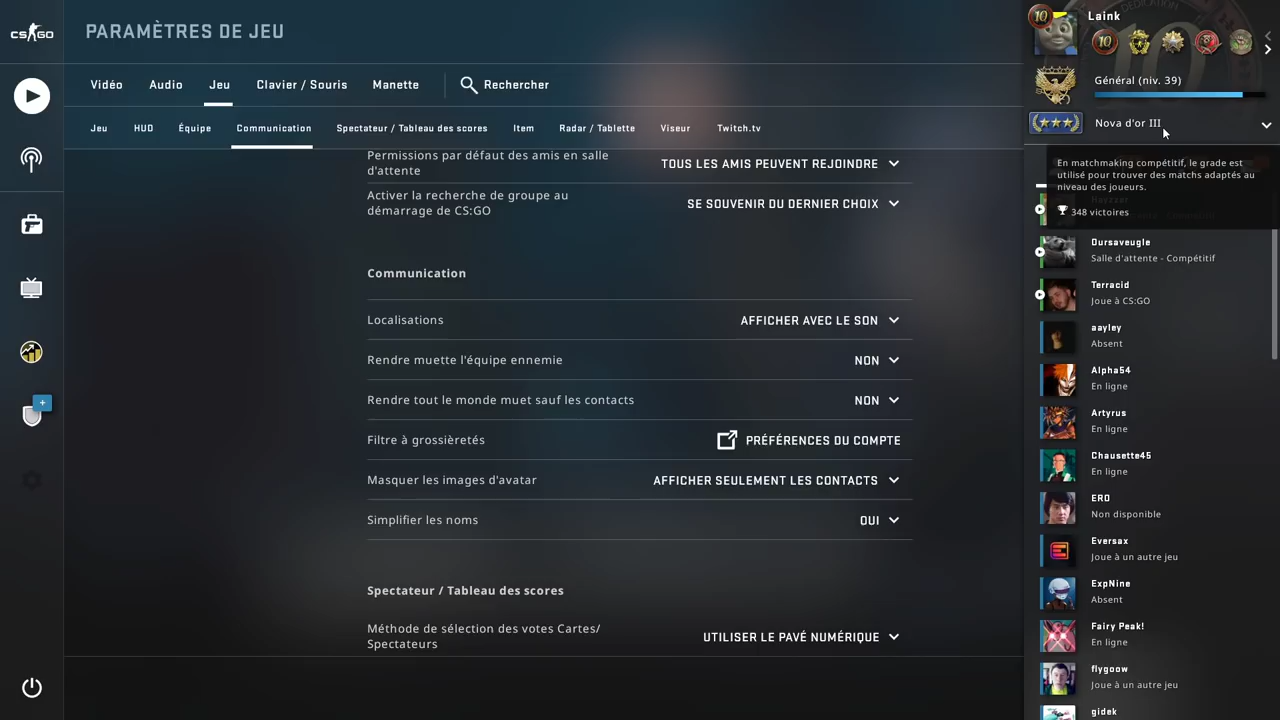 CS:GO
PARAMÈTRES DE JEU
Vidéo Audio Jeu Clavier / Souris Manette Rechercher
Jeu HUD Équipe Communication Spectateur / Tableau des scores Item Radar / Tablette Viseur Twitch.tv
Permissions par défaut des amis en salle
d'attente
TOUS LES AMIS PEUVENT REJOINDRE
Activer la recherche de groupe au
démarrage de CS:GO
SE SOUVENIR DU DERNIER CHOIX
Communication
Localisations AFFICHER AVEC LE SON
Rendre muette l'équipe ennemie NON
Rendre tout le monde muet sauf les contacts NON
Filtre à grossièretés PRÉFÉRENCES DU COMPTE
Masquer les images d'avatar AFFICHER SEULEMENT LES CONTACTS
Simplifier les noms OUI
Spectateur / Tableau des scores
Méthode de sélection des votes Cartes/
Spectateurs
UTILISER LE PAVÉ NUMÉRIQUE
10 Laink
10
Général (niv. 39)
Nova d'or III
En matchmaking compétitif, le grade est
utilisé pour trouver des matchs adaptés au
niveau des joueurs.
348 victoires
Oursaveugle
Salle d'attente - Compétitif
Terracid
Joue à CS:GO
aayley
Absent
Alpha54
En ligne
Artyrus
En ligne
Chausette45
En ligne
ERO
Non disponible
Eversax
Joue à un autre jeu
ExpNine
Absent
Fairy Peak!
En ligne
flygoow
Joue à un autre jeu
gidek